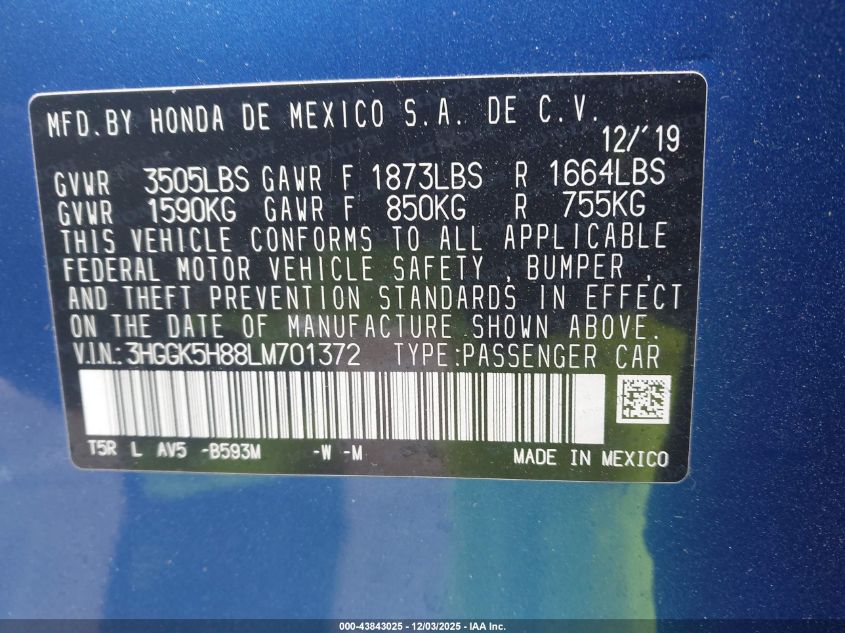 MFD.BY HONDA DE MEXICO S.A. DE C.V.
12/'19
GVWR 3505LBS GAWR F 1873LBS R 1664LBS
GVWR 1590KG GAWR F 850KG R 755KG
THIS VEHICLE CONFORMS TO ALL APPLICABLE
FEDERAL MOTOR VEHICLE SAFETY , BUMPER ,
AND THEFT PREVENTION STANDARDS IN EFFECT
ON THE DATE OF MANUFACTURE SHOWN ABOVE.
V.I.N.: 3HGGK5H88LM701372 TYPE:PASSENGER CAR
T5R L AV5 -B593M -W -M MADE IN MEXICO
000-43843025 - 12/03/2025 - IAA Inc.